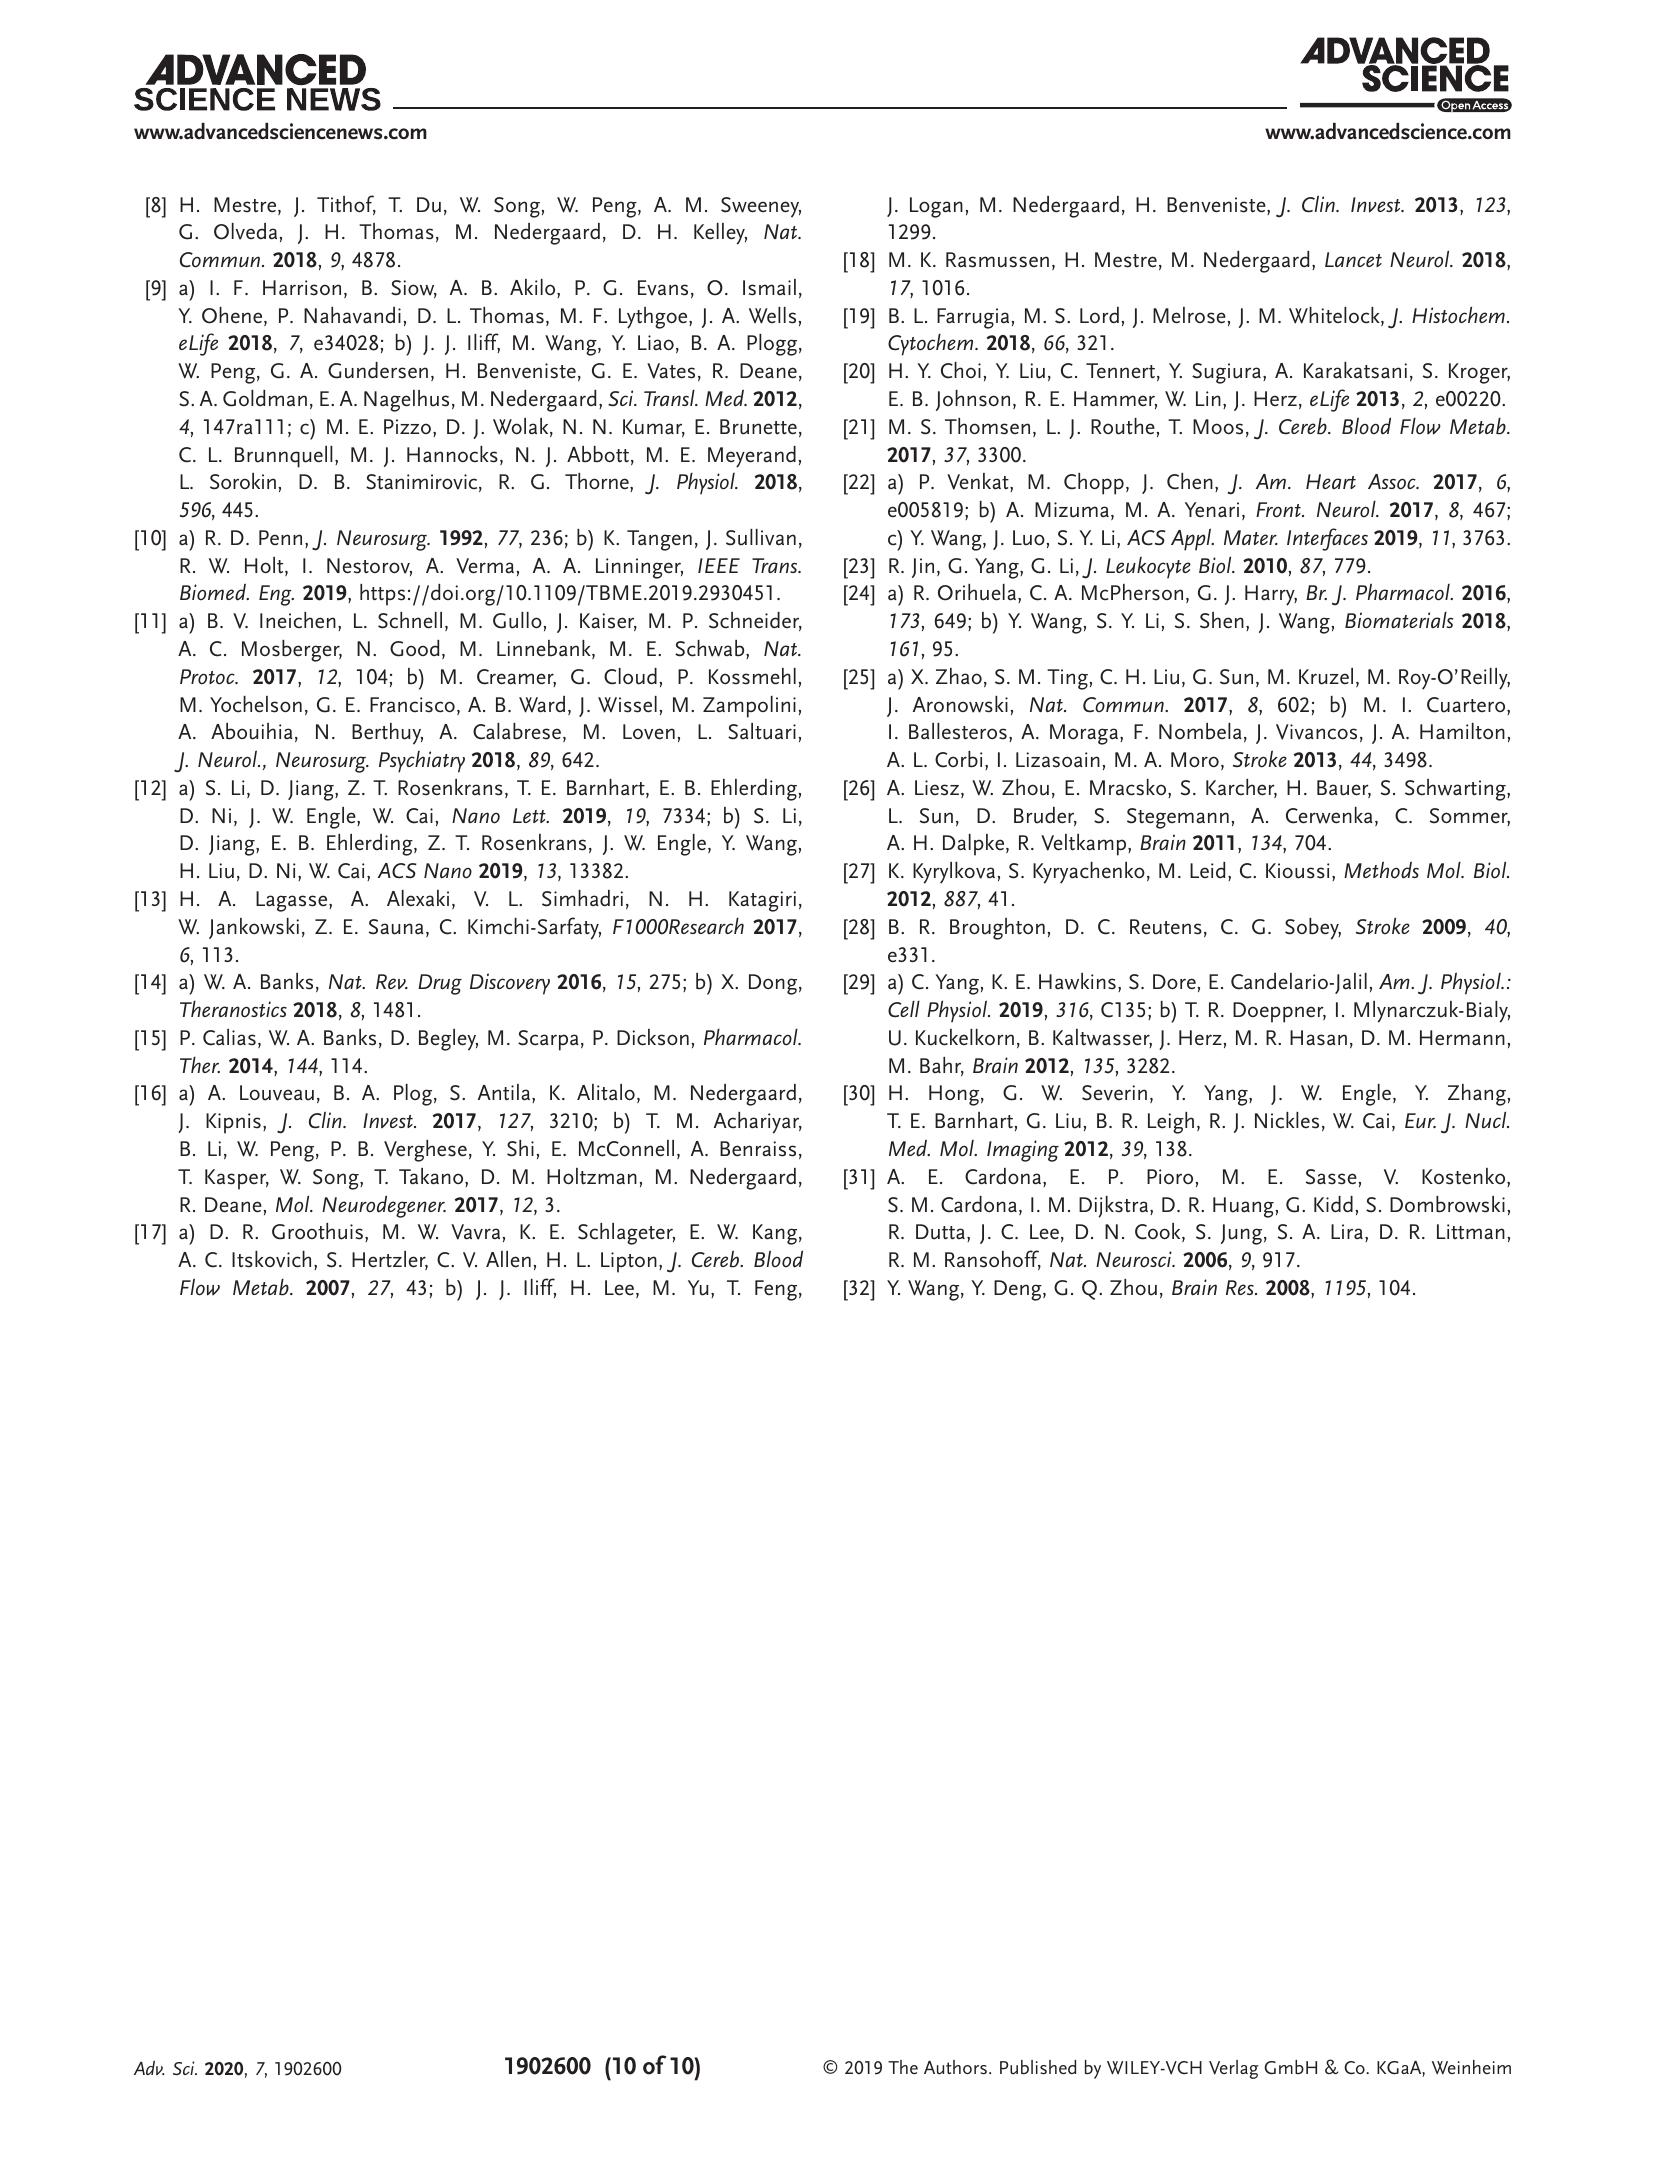 ADVANCED
SCIENCE NEWS
www.advancedsciencenews.com
ADVANCED
SCIENCE
Open Access
www.advancedscience.com
[8] H. Mestre, J. Tithof, T. Du, W. Song, W. Peng, A. M. Sweeney,
G. Olveda, J. H. Thomas, M. Nedergaard, D. H. Kelley, Nat.
Commun. 2018, 9, 4878.
[9] a) I. F. Harrison, B. Siow, A. B. Akilo, P. G. Evans, O. Ismail,
Y. Ohene, P. Nahavandi, D. L. Thomas, M. F. Lythgoe, J. A. Wells,
eLife 2018, 7, e34028; b) J. J. Iliff, M. Wang, Y. Liao, B. A. Plogg,
W. Peng, G. A. Gundersen, H. Benveniste, G. E. Vates, R. Deane,
S. A. Goldman, E. A. Nagelhus, M. Nedergaard, Sci. Transl. Med. 2012,
4, 147ra111; c) M. E. Pizzo, D. J. Wolak, N. N. Kumar, E. Brunette,
C. L. Brunnquell, M. J. Hannocks, N. J. Abbott, M. E. Meyerand,
L. Sorokin, D. B. Stanimirovic, R. G. Thorne, J. Physiol. 2018,
596, 445.
[10] a) R. D. Penn, J. Neurosurg. 1992, 77, 236; b) K. Tangen, J. Sullivan,
R. W. Holt, I. Nestorov, A. Verma, A. A. Linninger, IEEE Trans.
Biomed. Eng. 2019, https://doi.org/10.1109/TBME.2019.2930451.
[11] a) B. V. Ineichen, L. Schnell, M. Gullo, J. Kaiser, M. P. Schneider,
A. C. Mosberger, N. Good, M. Linnebank, M. E. Schwab, Nat.
Protoc. 2017, 12, 104; b) M. Creamer, G. Cloud, P. Kossmehl,
M. Yochelson, G. E. Francisco, A. B. Ward, J. Wissel, M. Zampolini,
A. Abouihia, N. Berthuy, A. Calabrese, M. Loven, L. Saltuari,
J. Neurol., Neurosurg. Psychiatry 2018, 89, 642.
[12] a) S. Li, D. Jiang, Z. T. Rosenkrans, T. E. Barnhart, E. B. Ehlerding,
D. Ni, J. W. Engle, W. Cai, Nano Lett. 2019, 19, 7334; b) S. Li,
D. Jiang, E. B. Ehlerding, Z. T. Rosenkrans, J. W. Engle, Y. Wang,
H. Liu, D. Ni, W. Cai, ACS Nano 2019, 13, 13382.
[13] H. A. Lagasse, A. Alexaki, V. L. Simhadri, N. H. Katagiri,
W. Jankowski, Z. E. Sauna, C. Kimchi-Sarfaty, F1000Research 2017,
6, 113.
[14] a) W. A. Banks, Nat. Rev. Drug Discovery 2016, 15, 275; b) X. Dong,
Theranostics 2018, 8, 1481.
[15] P. Calias, W. A. Banks, D. Begley, M. Scarpa, P. Dickson, Pharmacol.
Ther. 2014, 144, 114.
[16] a) A. Louveau, B. A. Plog, S. Antila, K. Alitalo, M. Nedergaard,
J. Kipnis, J. Clin. Invest. 2017, 127, 3210; b) T. M. Achariyar,
B. Li, W. Peng, P. B. Verghese, Y. Shi, E. McConnell, A. Benraiss,
T. Kasper, W. Song, T. Takano, D. M. Holtzman, M. Nedergaard,
R. Deane, Mol. Neurodegener. 2017, 12, 3.
[17] a) D. R. Groothuis, M. W. Vavra, K. E. Schlageter, E. W. Kang,
A. C. Itskovich, S. Hertzler, C. V. Allen, H. L. Lipton, J. Cereb. Blood
Flow Metab. 2007, 27, 43; b) J. J. Iliff, H. Lee, M. Yu, T. Feng,
J. Logan, M. Nedergaard, H. Benveniste, J. Clin. Invest. 2013, 123,
1299.
[18] M. K. Rasmussen, H. Mestre, M. Nedergaard, Lancet Neurol. 2018,
17, 1016.
[19] B. L. Farrugia, M. S. Lord, J. Melrose, J. M. Whitelock, J. Histochem.
Cytochem. 2018, 66, 321.
[20] H. Y. Choi, Y. Liu, C. Tennert, Y. Sugiura, A. Karakatsani, S. Kroger,
E. B. Johnson, R. E. Hammer, W. Lin, J. Herz, eLife 2013, 2, e00220.
[21] M. S. Thomsen, L. J. Routhe, T. Moos, J. Cereb. Blood Flow Metab.
2017, 37, 3300.
[22] a) P. Venkat, M. Chopp, J. Chen, J. Am. Heart Assoc. 2017, 6,
e005819; b) A. Mizuma, M. A. Yenari, Front. Neurol. 2017, 8, 467;
c) Y. Wang, J. Luo, S. Y. Li, ACS Appl. Mater. Interfaces 2019, 11, 3763.
[23] R. Jin, G. Yang, G. Li, J. Leukocyte Biol. 2010, 87, 779.
[24] a) R. Orihuela, C. A. McPherson, G. J. Harry, Br. J. Pharmacol. 2016,
173, 649; b) Y. Wang, S. Y. Li, S. Shen, J. Wang, Biomaterials 2018,
161, 95.
[25] a) X. Zhao, S. M. Ting, C. H. Liu, G. Sun, M. Kruzel, M. Roy-O'Reilly,
J. Aronowski, Nat. Commun. 2017, 8, 602; b) M. I. Cuartero,
I. Ballesteros, A. Moraga, F. Nombela, J. Vivancos, J. A. Hamilton,
A. L. Corbi, I. Lizasoain, M. A. Moro, Stroke 2013, 44, 3498.
[26] A. Liesz, W. Zhou, E. Mracsko, S. Karcher, H. Bauer, S. Schwarting,
L. Sun, D. Bruder, S. Stegemann, A. Cerwenka, C. Sommer,
A. H. Dalpke, R. Veltkamp, Brain 2011, 134, 704.
[27] K. Kyrylkova, S. Kyryachenko, M. Leid, C. Kioussi, Methods Mol. Biol.
2012, 887, 41.
[28] B. R. Broughton, D. C. Reutens, C. G. Sobey, Stroke 2009, 40,
e331.
[29] a) C. Yang, K. E. Hawkins, S. Dore, E. Candelario-Jalil, Am. J. Physiol.:
Cell Physiol. 2019, 316, C135; b) T. R. Doeppner, I. Mlynarczuk-Bialy,
U. Kuckelkorn, B. Kaltwasser, J. Herz, M. R. Hasan, D. M. Hermann,
M. Bahr, Brain 2012, 135, 3282.
[30] H. Hong, G. W. Severin, Y. Yang, J. W. Engle, Y. Zhang,
T. E. Barnhart, G. Liu, B. R. Leigh, R. J. Nickles, W. Cai, Eur. J. Nucl.
Med. Mol. Imaging 2012, 39, 138.
[31] A. E. Cardona, E. P. Pioro, M. E. Sasse, V. Kostenko,
S. M. Cardona, I. M. Dijkstra, D. R. Huang, G. Kidd, S. Dombrowski,
R. Dutta, J. C. Lee, D. N. Cook, S. Jung, S. A. Lira, D. R. Littman,
R. M. Ransohoff, Nat. Neurosci. 2006, 9, 917.
[32] Y. Wang, Y. Deng, G. Q. Zhou, Brain Res. 2008, 1195, 104.
Adv. Sci. 2020, 7, 1902600
1902600 (10 of 10)
© 2019 The Authors. Published by WILEY-VCH Verlag GmbH & Co. KGaA, Weinheim